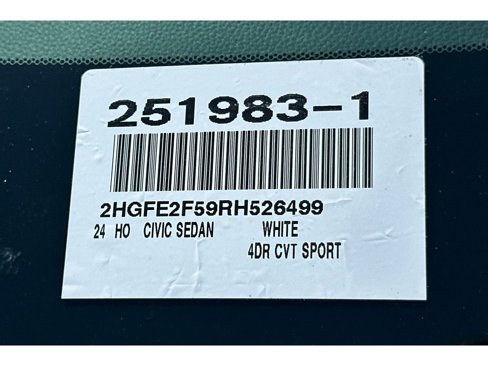 251983-1
2HGFE2F59RH526499
24 HO CIVIC SEDAN WHITE
4DR CVT SPORT